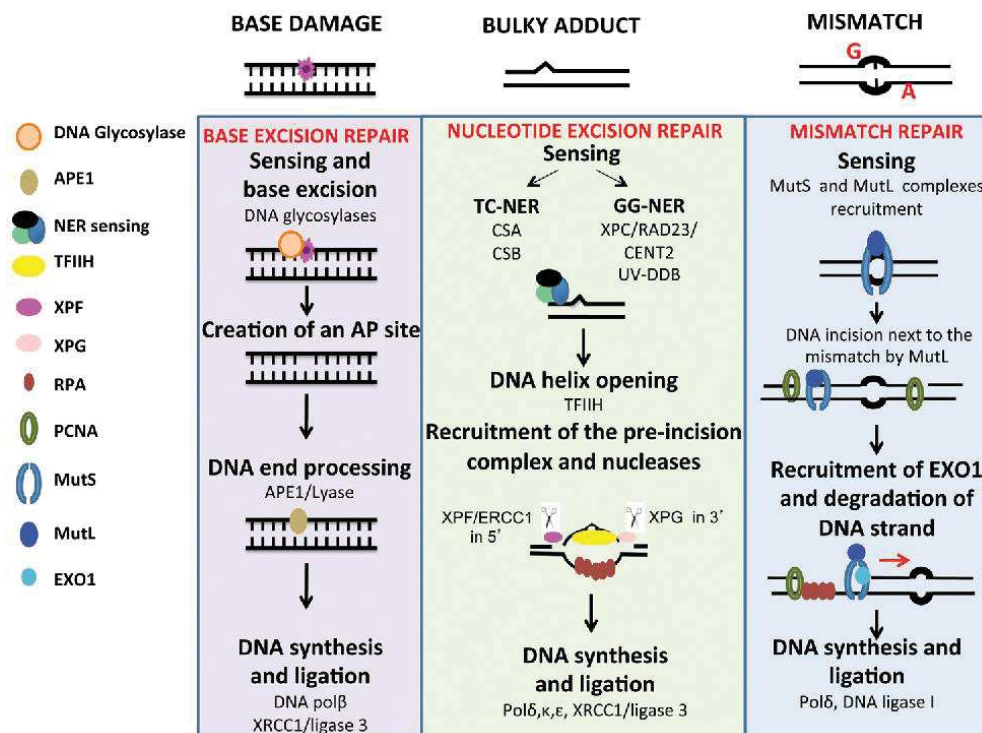 BASE DAMAGE
BULKY ADDUCT
MISMATCH
G
A
DNA Glycosylase
APE1
NER sensing
TFIIH
XPF
XPG
RPA
PCNA
MutS
MutL
EXO1
BASE EXCISION REPAIR
Sensing and
base excision
DNA glycosylases
Creation of an AP site
DNA end processing
APE1/Lyase
DNA synthesis
and ligation
DNA polβ
XRCC1/ligase 3
NUCLEOTIDE EXCISION REPAIR
Sensing
TC-NER
CSA
CSB
GG-NER
XPC/RAD23/
CENT2
UV-DDB
DNA helix opening
TFIIH
Recruitment of the pre-incision
complex and nucleases
XPF/ERCC1
in 5'
XPG in 3'
DNA synthesis
and ligation
Polδ,κ,ε, XRCC1/ligase 3
MISMATCH REPAIR
Sensing
MutS and MutL complexes
recruitment
DNA incision next to the
mismatch by MutL
Recruitment of EXO1
and degradation of
DNA strand
DNA synthesis and
ligation
Polδ, DNA ligase I